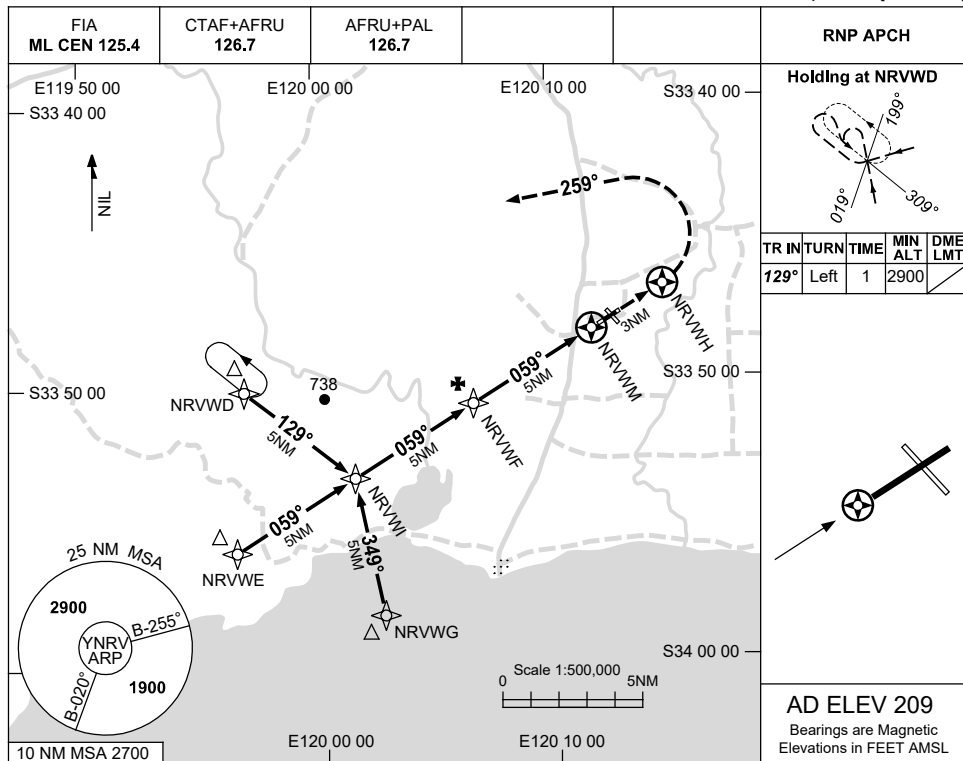 FIA
ML CEN 125.4
CTAF+AFRU
126.7
AFRU+PAL
126.7
RNP APCH
E119 50 00
E120 00 00
E120 10 00
S33 40 00
S33 40 00
NIL
259°
NRVWH
3NM
NRVWM
S33 50 00
059°
5NM
S33 50 00
738
NRVWD
NRVWF
129°
5NM
059°
5NM
NRVWI
059°
5NM
349°
5NM
NRVWE
NRVWG
25 NM MSA
2900
B-255°
YNRV
ARP
B-020°
1900
10 NM MSA 2700
S34 00 00
Scale 1:500,000
0
5NM
E120 00 00
E120 10 00
Holding at NRVWD
199°
019°
309°
TR IN TURN TIME MIN ALT DME LMT
129° Left 1 2900
AD ELEV 209
Bearings are Magnetic
Elevations in FEET AMSL